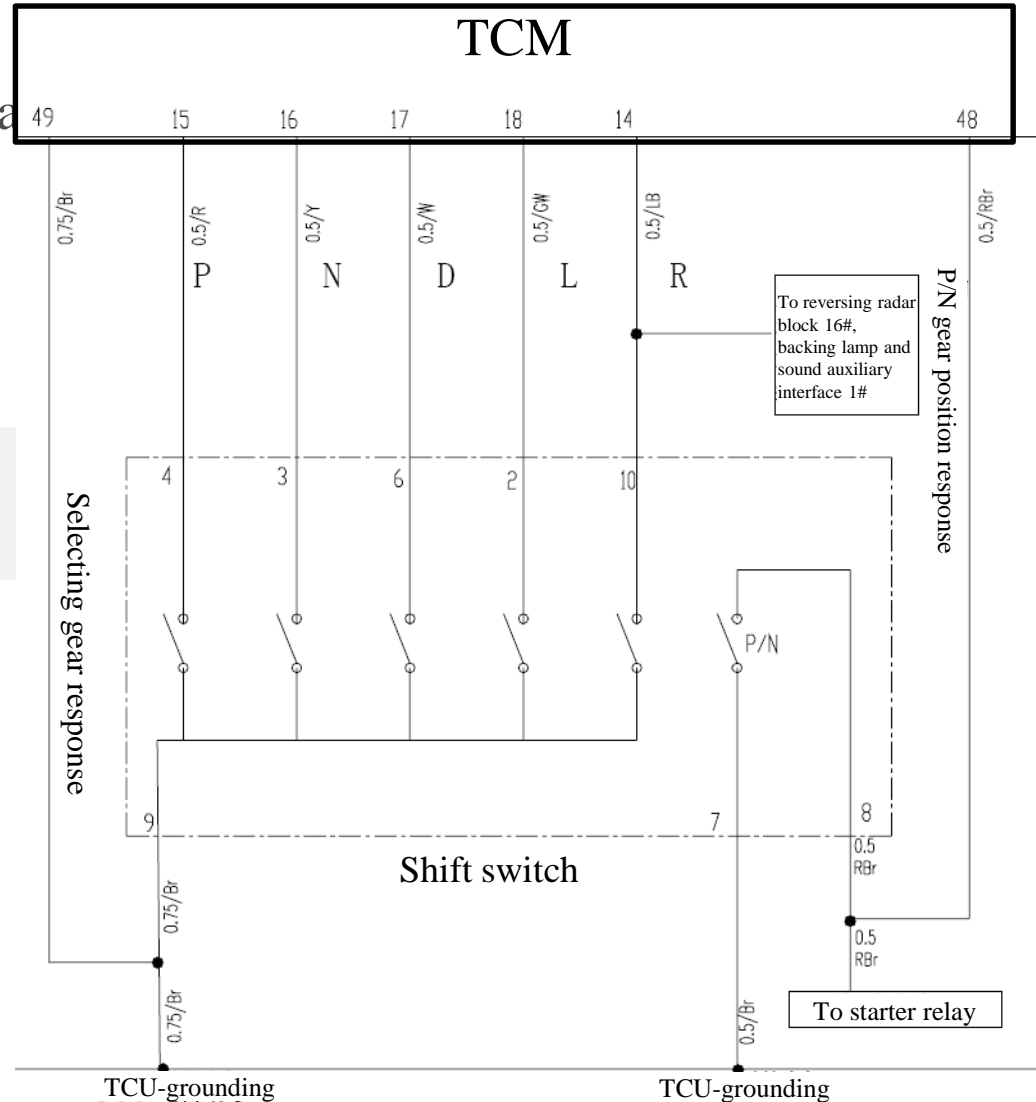 TCM
a
49 15 16 17 18 14 48
0.75/Br
0.5/R
0.5/Y
0.5/W
0.5/GW
0.5/LB
0.5/RBr
P N D L R
To reversing radar
block 16#,
backing lamp and
sound auxiliary
interface 1#
P/N gear position response
4 3 6 2 10
Selecting gear response
P/N
9 7 8
Shift switch
0.5
RBr
0.75/Br
0.5
RBr
0.75/Br
0.5/Br
To starter relay
TCU-grounding
TCU-grounding